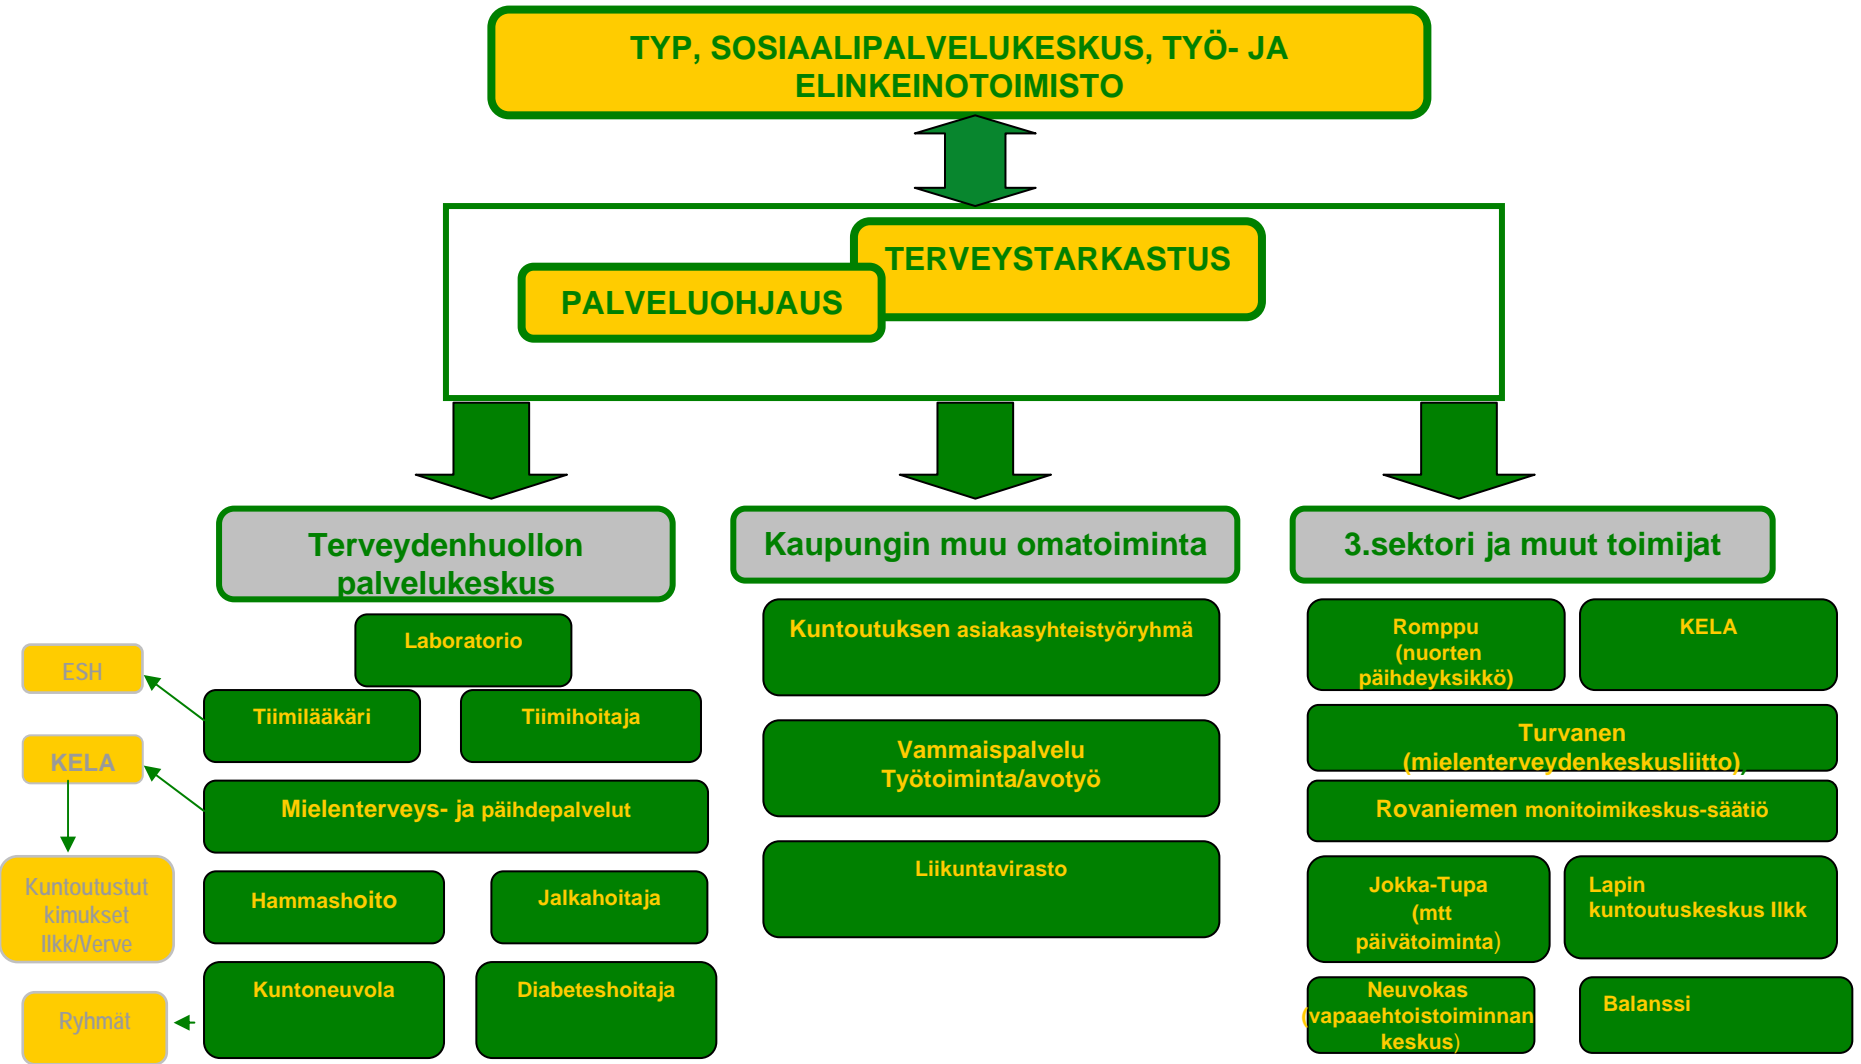 TYP, SOSIAALIPALVELUKESKUS, TYÖ- JA
ELINKEINOTOIMISTO
TERVEYSTARKASTUS
PALVELUOHJAUS
Terveydenhuollon
palvelukeskus
Laboratorio
ESH
Tiimilääkäri
Tiimihoitaja
KELA
Mielenterveys- ja päihdepalvelut
Kuntoutustut
kimukset
llkk/Verve
Hammashoito
Jalkahoitaja
Ryhmät
Kuntoneuvola
Diabeteshoitaja
Kaupungin muu omatoiminta
Kuntoutuksen asiakasyhteistyöryhmä
Vammaispalvelu
Työtoiminta/avotyö
Liikuntavirasto
3.sektori ja muut toimijat
Romppu
(nuorten
päihdeyksikkö)
KELA
Turvanen
(mielenterveydenkeskusliitto),
Rovaniemen monitoimikeskus-säätiö
Jokka-Tupa
(mtt
päivätoiminta)
Lapin
kuntoutuskeskus llkk
Neuvokas
(vapaaehtoistoiminnan
keskus)
Balanssi